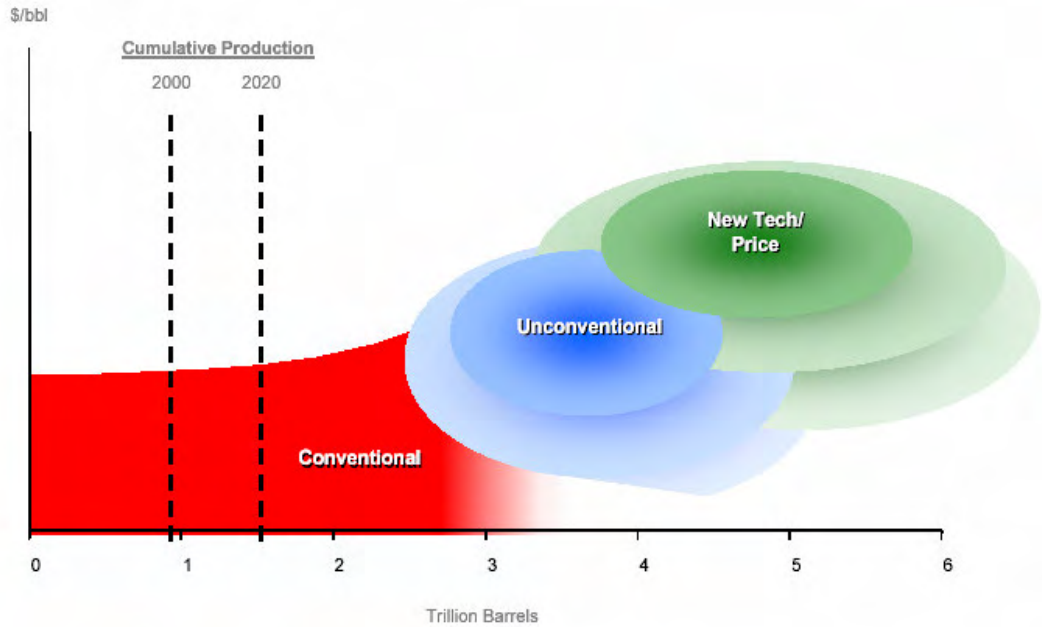 $/bbl
Cumulative Production
2000 2020
New Tech/
Price
Unconventional
Conventional
0 1 2 3 4 5 6
Trillion Barrels